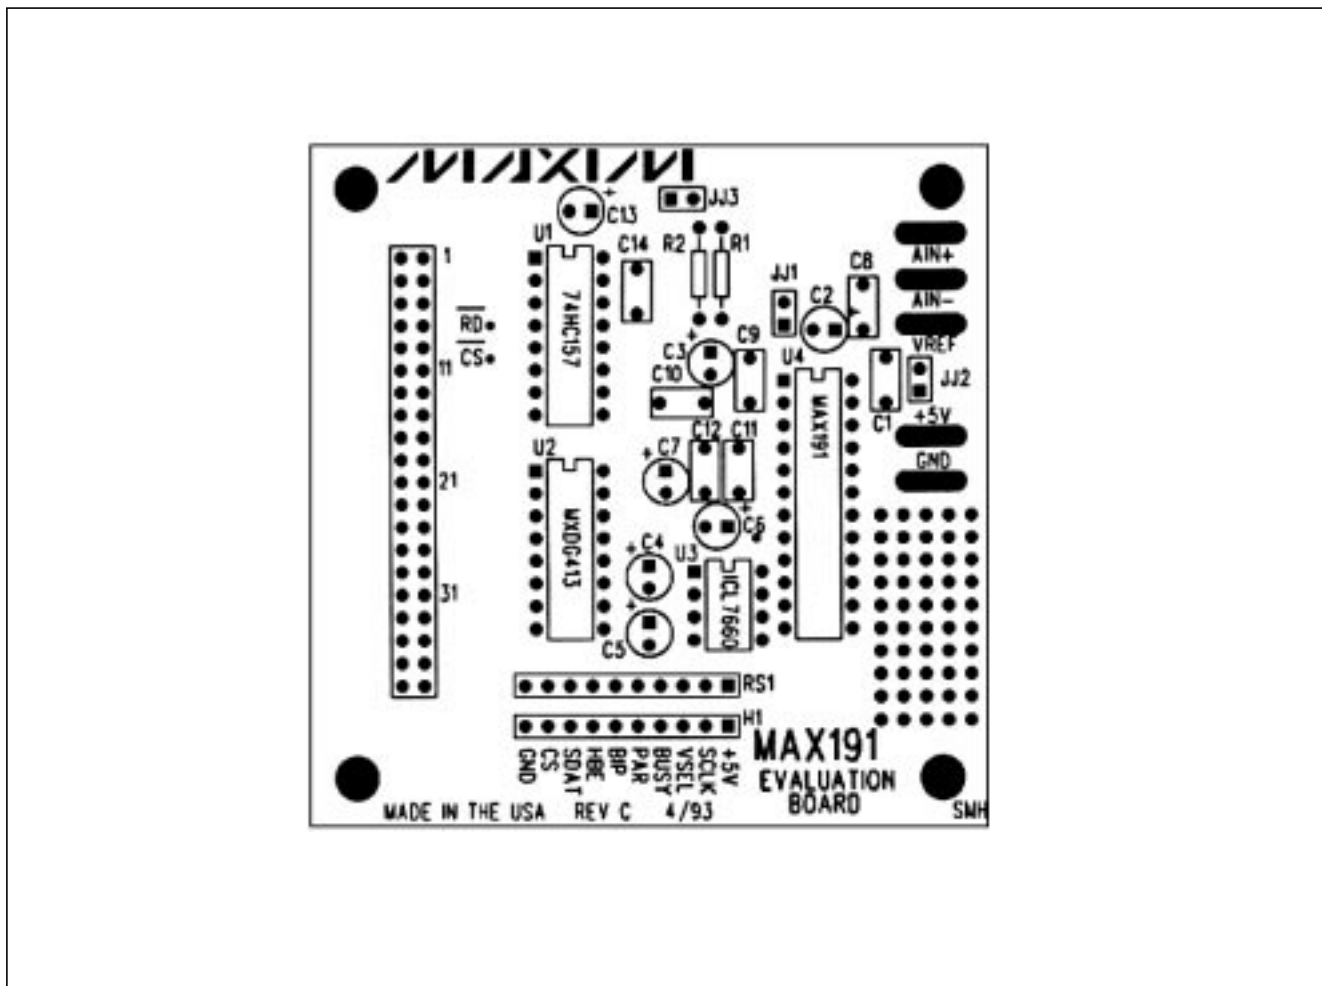 MAXIM
+
C13
JJ3
U1
C14
R2
R1
1
JJ1
C8
AIN+
AIN-
C2
+
VREF
RD
CS
74HC157
11
+
C3
C9
C10
U4
JJ2
C1
+5V
MAX191
U2
+
C7
C12
C11
GND
21
MXDG413
+
C6
+
C4
U3
ICL7660
31
+
C5
RS1
H1
GND
CS
SDAT
HBE
BIP
PAR
BUSY
VSEL
SCLK
+5V
MAX191
EVALUATION
BOARD
MADE IN THE USA REV C 4/93
SMH